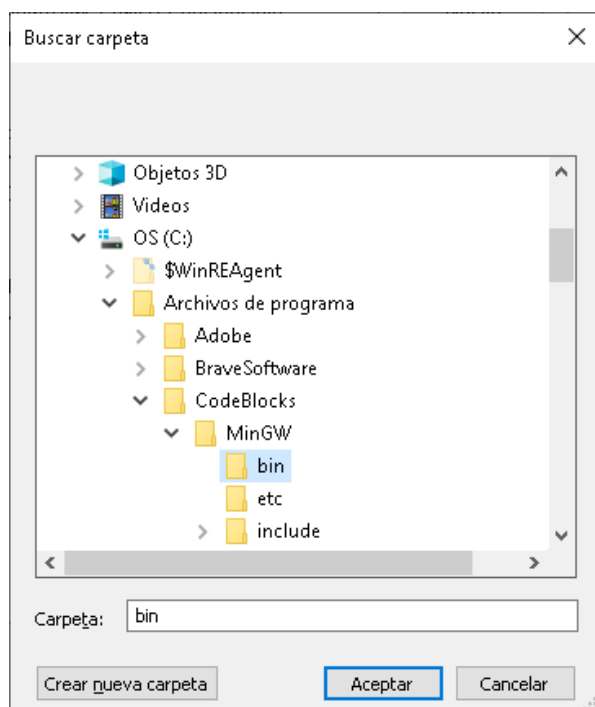 Buscar carpeta
Objetos 3D
Videos
OS (C:)
$WinREAgent
Archivos de programa
Adobe
BraveSoftware
CodeBlocks
MinGW
bin
etc
include
Carpeta: bin
Crear nueva carpeta Aceptar Cancelar